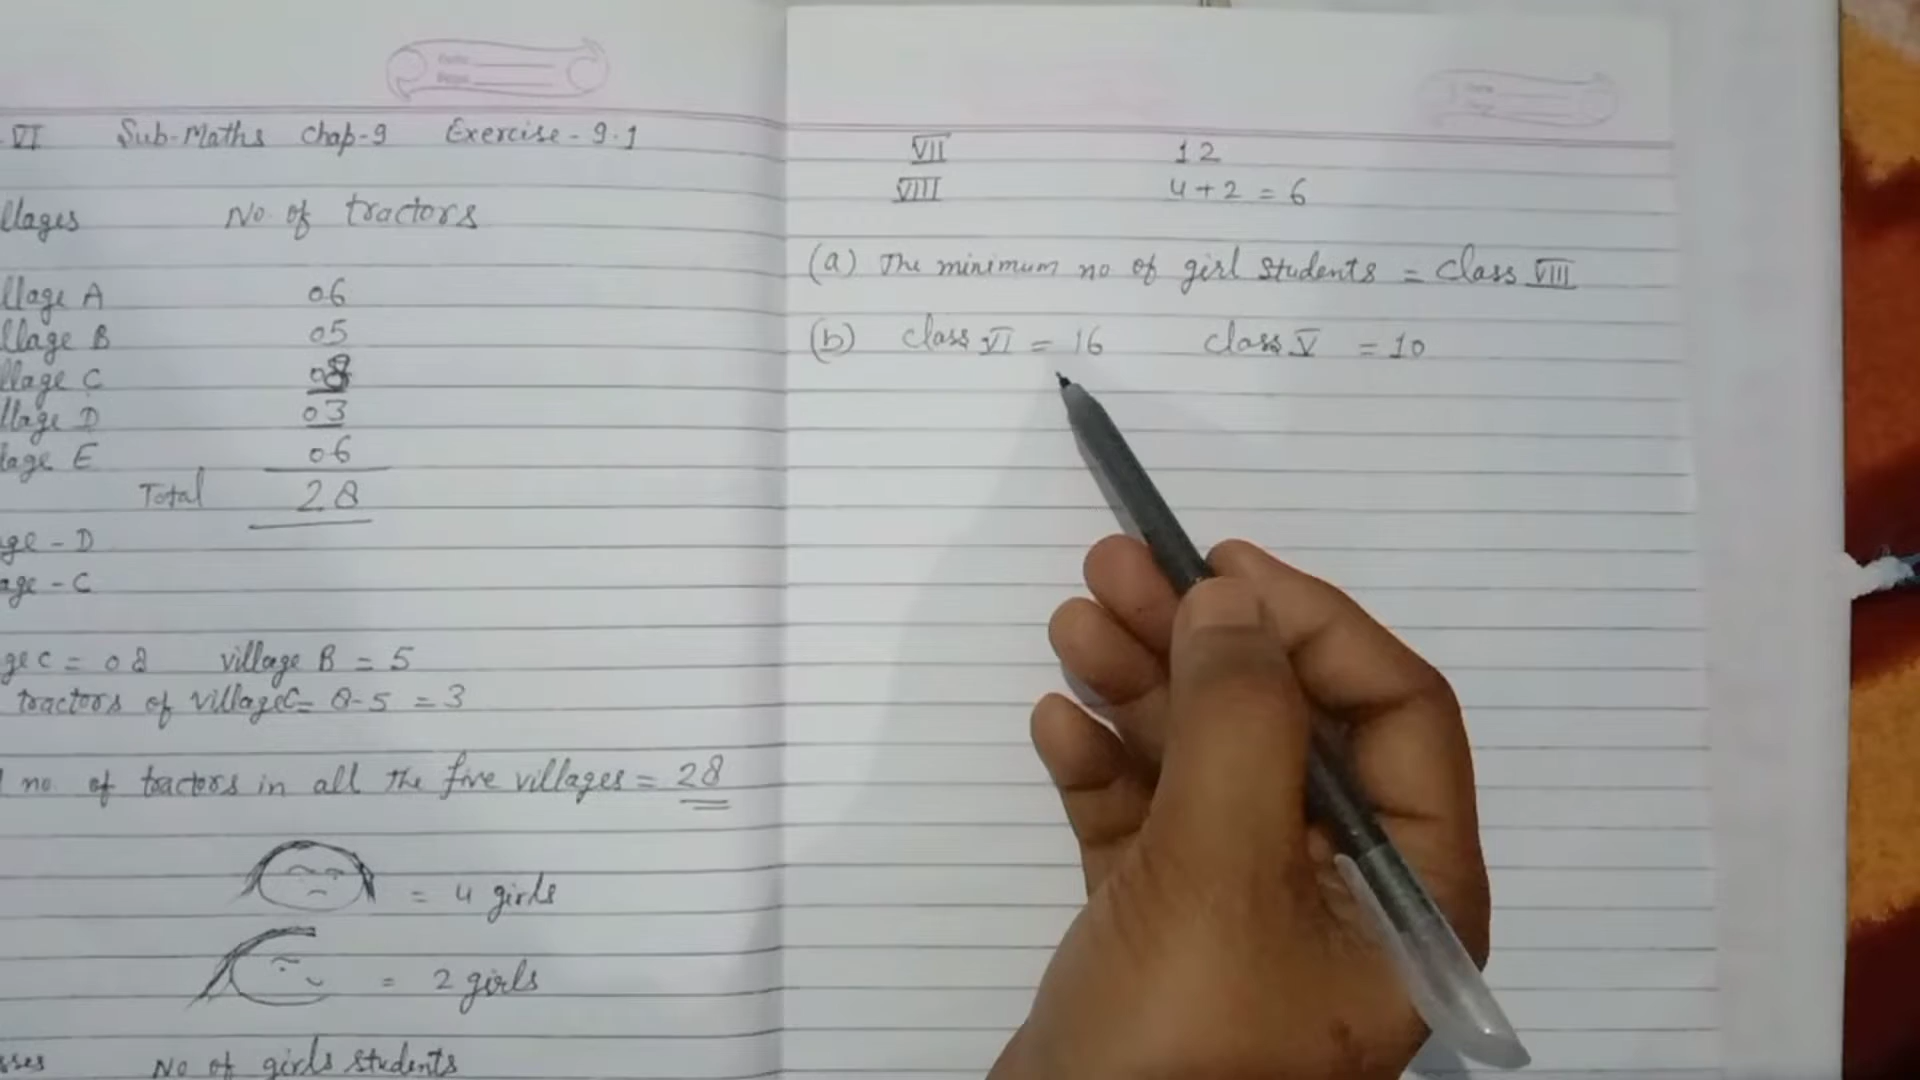 VI Sub-Maths Chap-9 Exercise-9.1
llages No. of tractors
llage A 06
llage B 05
llage C 08
llage D 03
lage E 06
Total 28
ge-D
age-C
ge C = 08 village B = 5
tractors of village C = 8-5 = 3
l no. of tractors in all the five villages = 28
= 4 girls
= 2 girls
sses No of girls students
VII 12
VIII 4+2 = 6
(a) The minimum no of girl students = Class VIII
(b) class VI = 16 class V = 10